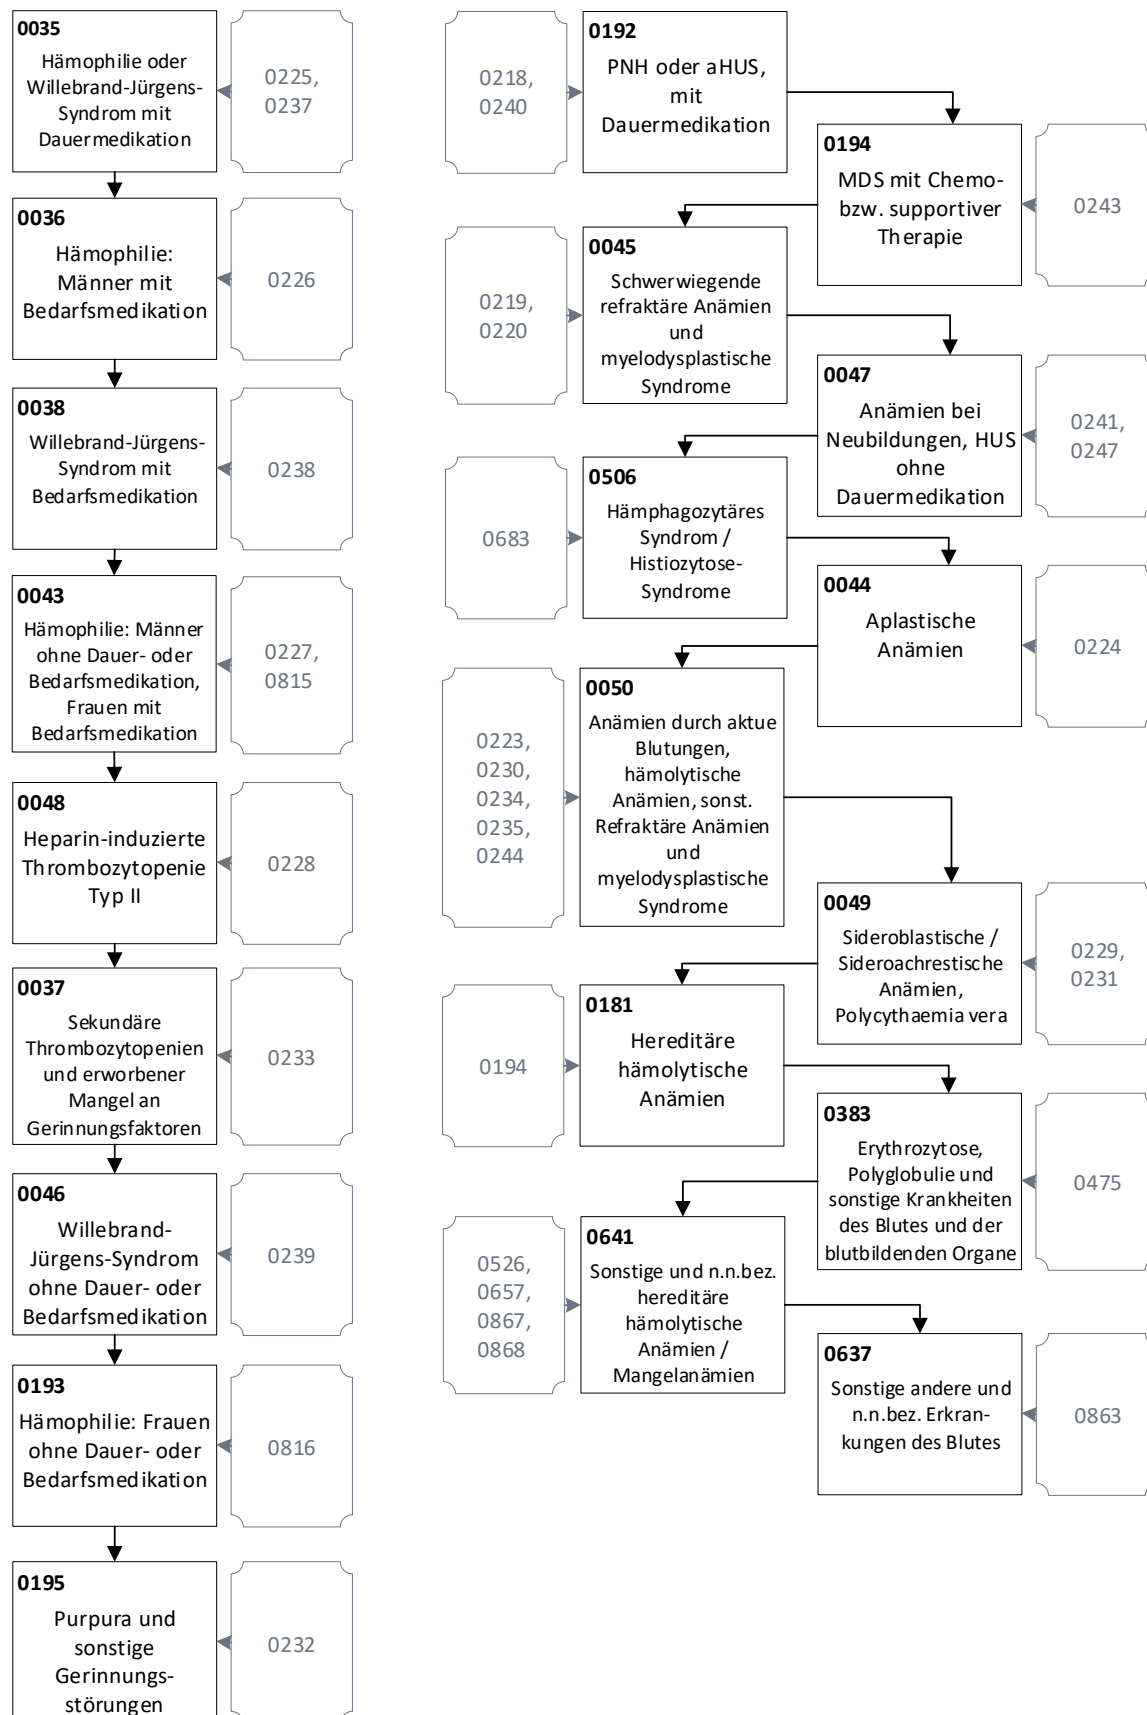 0035
Hämophilie oder
Willebrand-Jürgens-
Syndrom mit
Dauermedikation
0225,
0237
0036
Hämophilie:
Männer mit
Bedarfsmedikation
0226
0038
Willebrand-Jürgens-
Syndrom mit
Bedarfsmedikation
0238
0043
Hämophilie: Männer
ohne Dauer- oder
Bedarfsmedikation,
Frauen mit
Bedarfsmedikation
0227,
0815
0048
Heparin-induzierte
Thrombozytopenie
Typ II
0228
0037
Sekundäre
Thrombozytopenien
und erworbener
Mangel an
Gerinnungsfaktoren
0233
0046
Willebrand-
Jürgens-Syndrom
ohne Dauer- oder
Bedarfsmedikation
0239
0193
Hämophilie: Frauen
ohne Dauer- oder
Bedarfsmedikation
0816
0195
Purpura und
sonstige
Gerinnungs-
störungen
0232
0218,
0240
0192
PNH oder aHUS,
mit
Dauermedikation
0194
MDS mit Chemo-
bzw. supportiver
Therapie
0243
0219,
0220
0045
Schwerwiegende
refraktäre Anämien
und
myelodysplastische
Syndrome
0047
Anämien bei
Neubildungen, HUS
ohne
Dauermedikation
0241,
0247
0683
0506
Hämphagozytäres
Syndrom /
Histiozytose-
Syndrome
0044
Aplastische
Anämien
0224
0223,
0230,
0234,
0235,
0244
0050
Anämien durch aktue
Blutungen,
hämolytische
Anämien, sonst.
Refraktäre Anämien
und
myelodysplastische
Syndrome
0049
Sideroblastische /
Sideroachrestische
Anämien,
Polycythaemia vera
0229,
0231
0194
0181
Hereditäre
hämolytische
Anämien
0383
Erythrozytose,
Polyglobulie und
sonstige Krankheiten
des Blutes und der
blutbildenden Organe
0475
0526,
0657,
0867,
0868
0641
Sonstige und n.n.bez.
hereditäre
hämolytische
Anämien /
Mangelanämien
0637
Sonstige andere und
n.n.bez. Erkran-
kungen des Blutes
0863